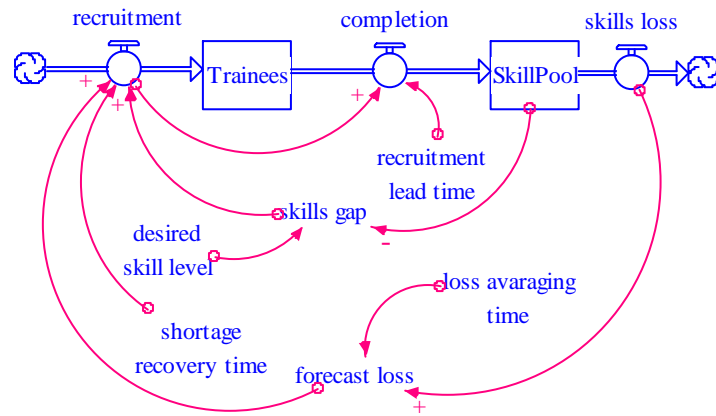 recruitment
completion
skills loss
Trainees
SkillPool
+
+
+
recruitment
lead time
skills gap
-
desired
skill level
loss avaraging
time
shortage
recovery time
forecast loss
+